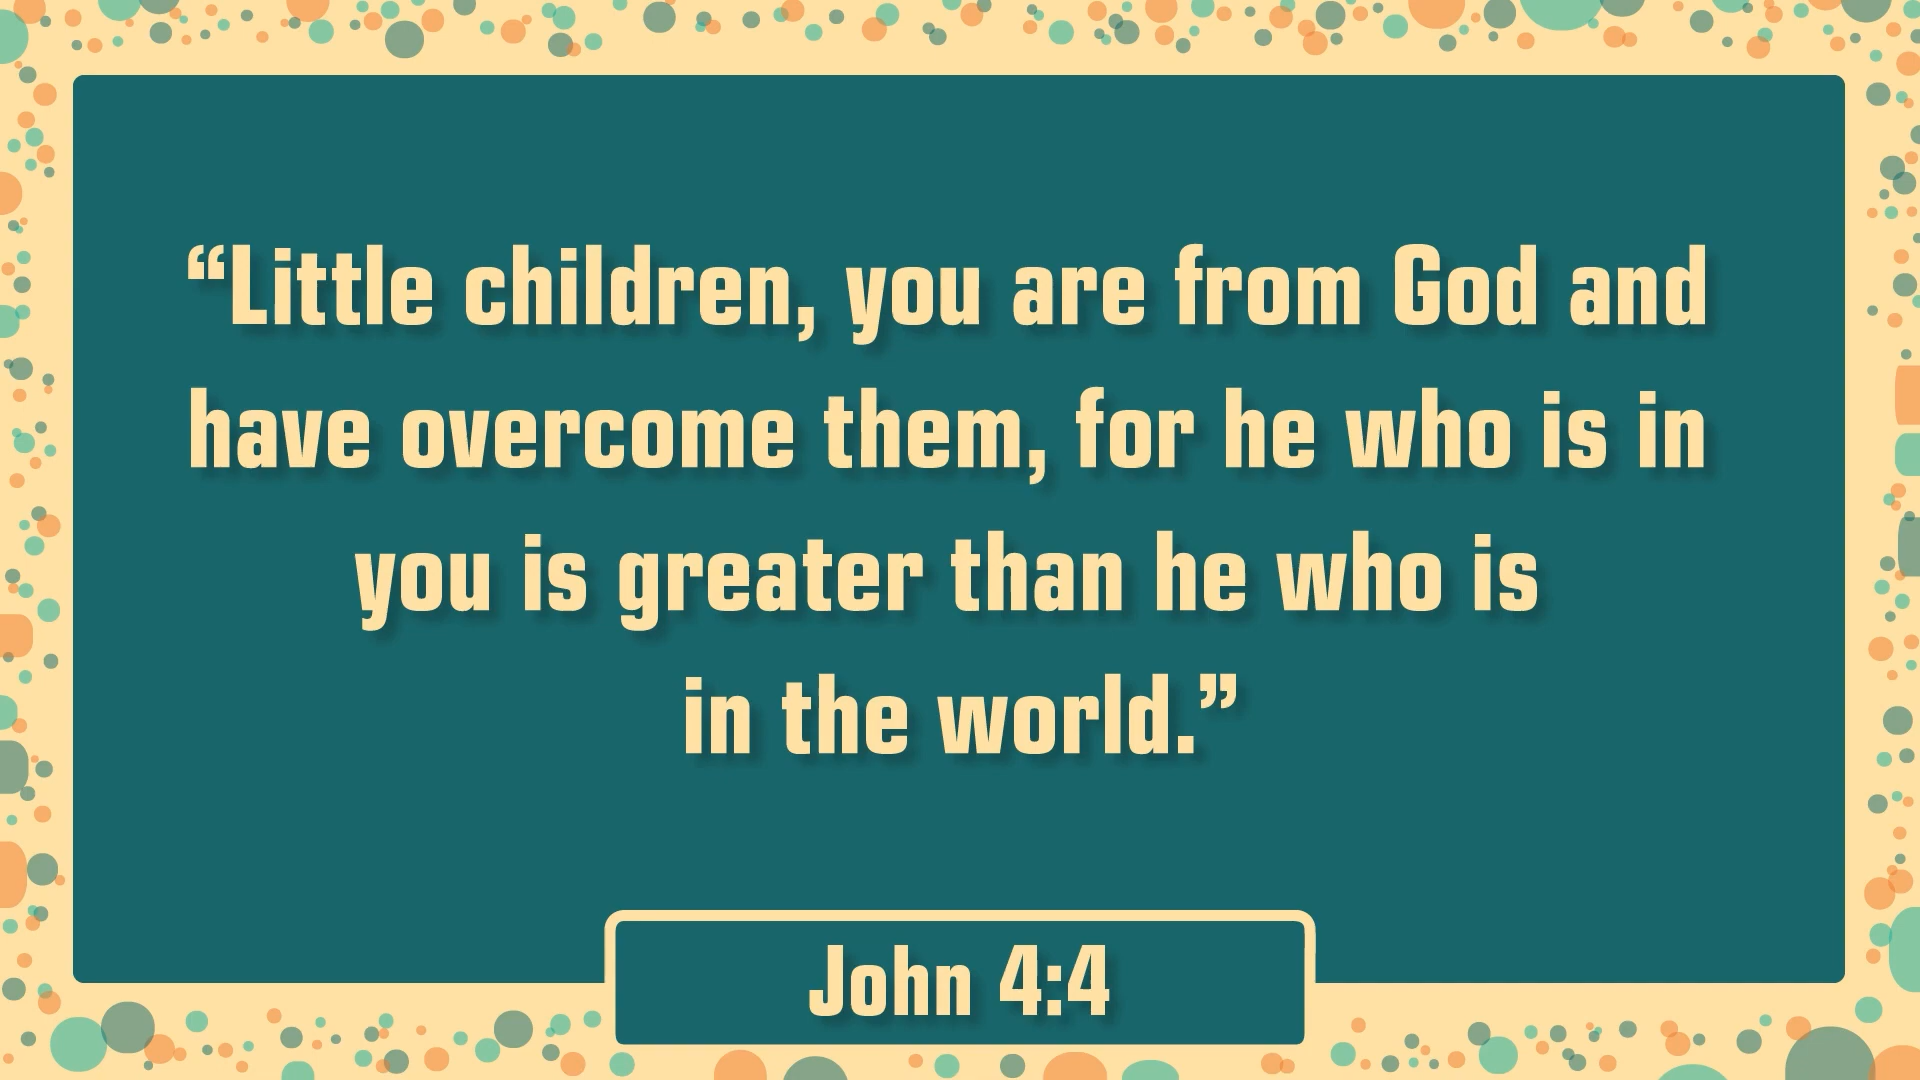 “Little children, you are from God and
have overcome them, for he who is in
you is greater than he who is
in the world.”
John 4:4